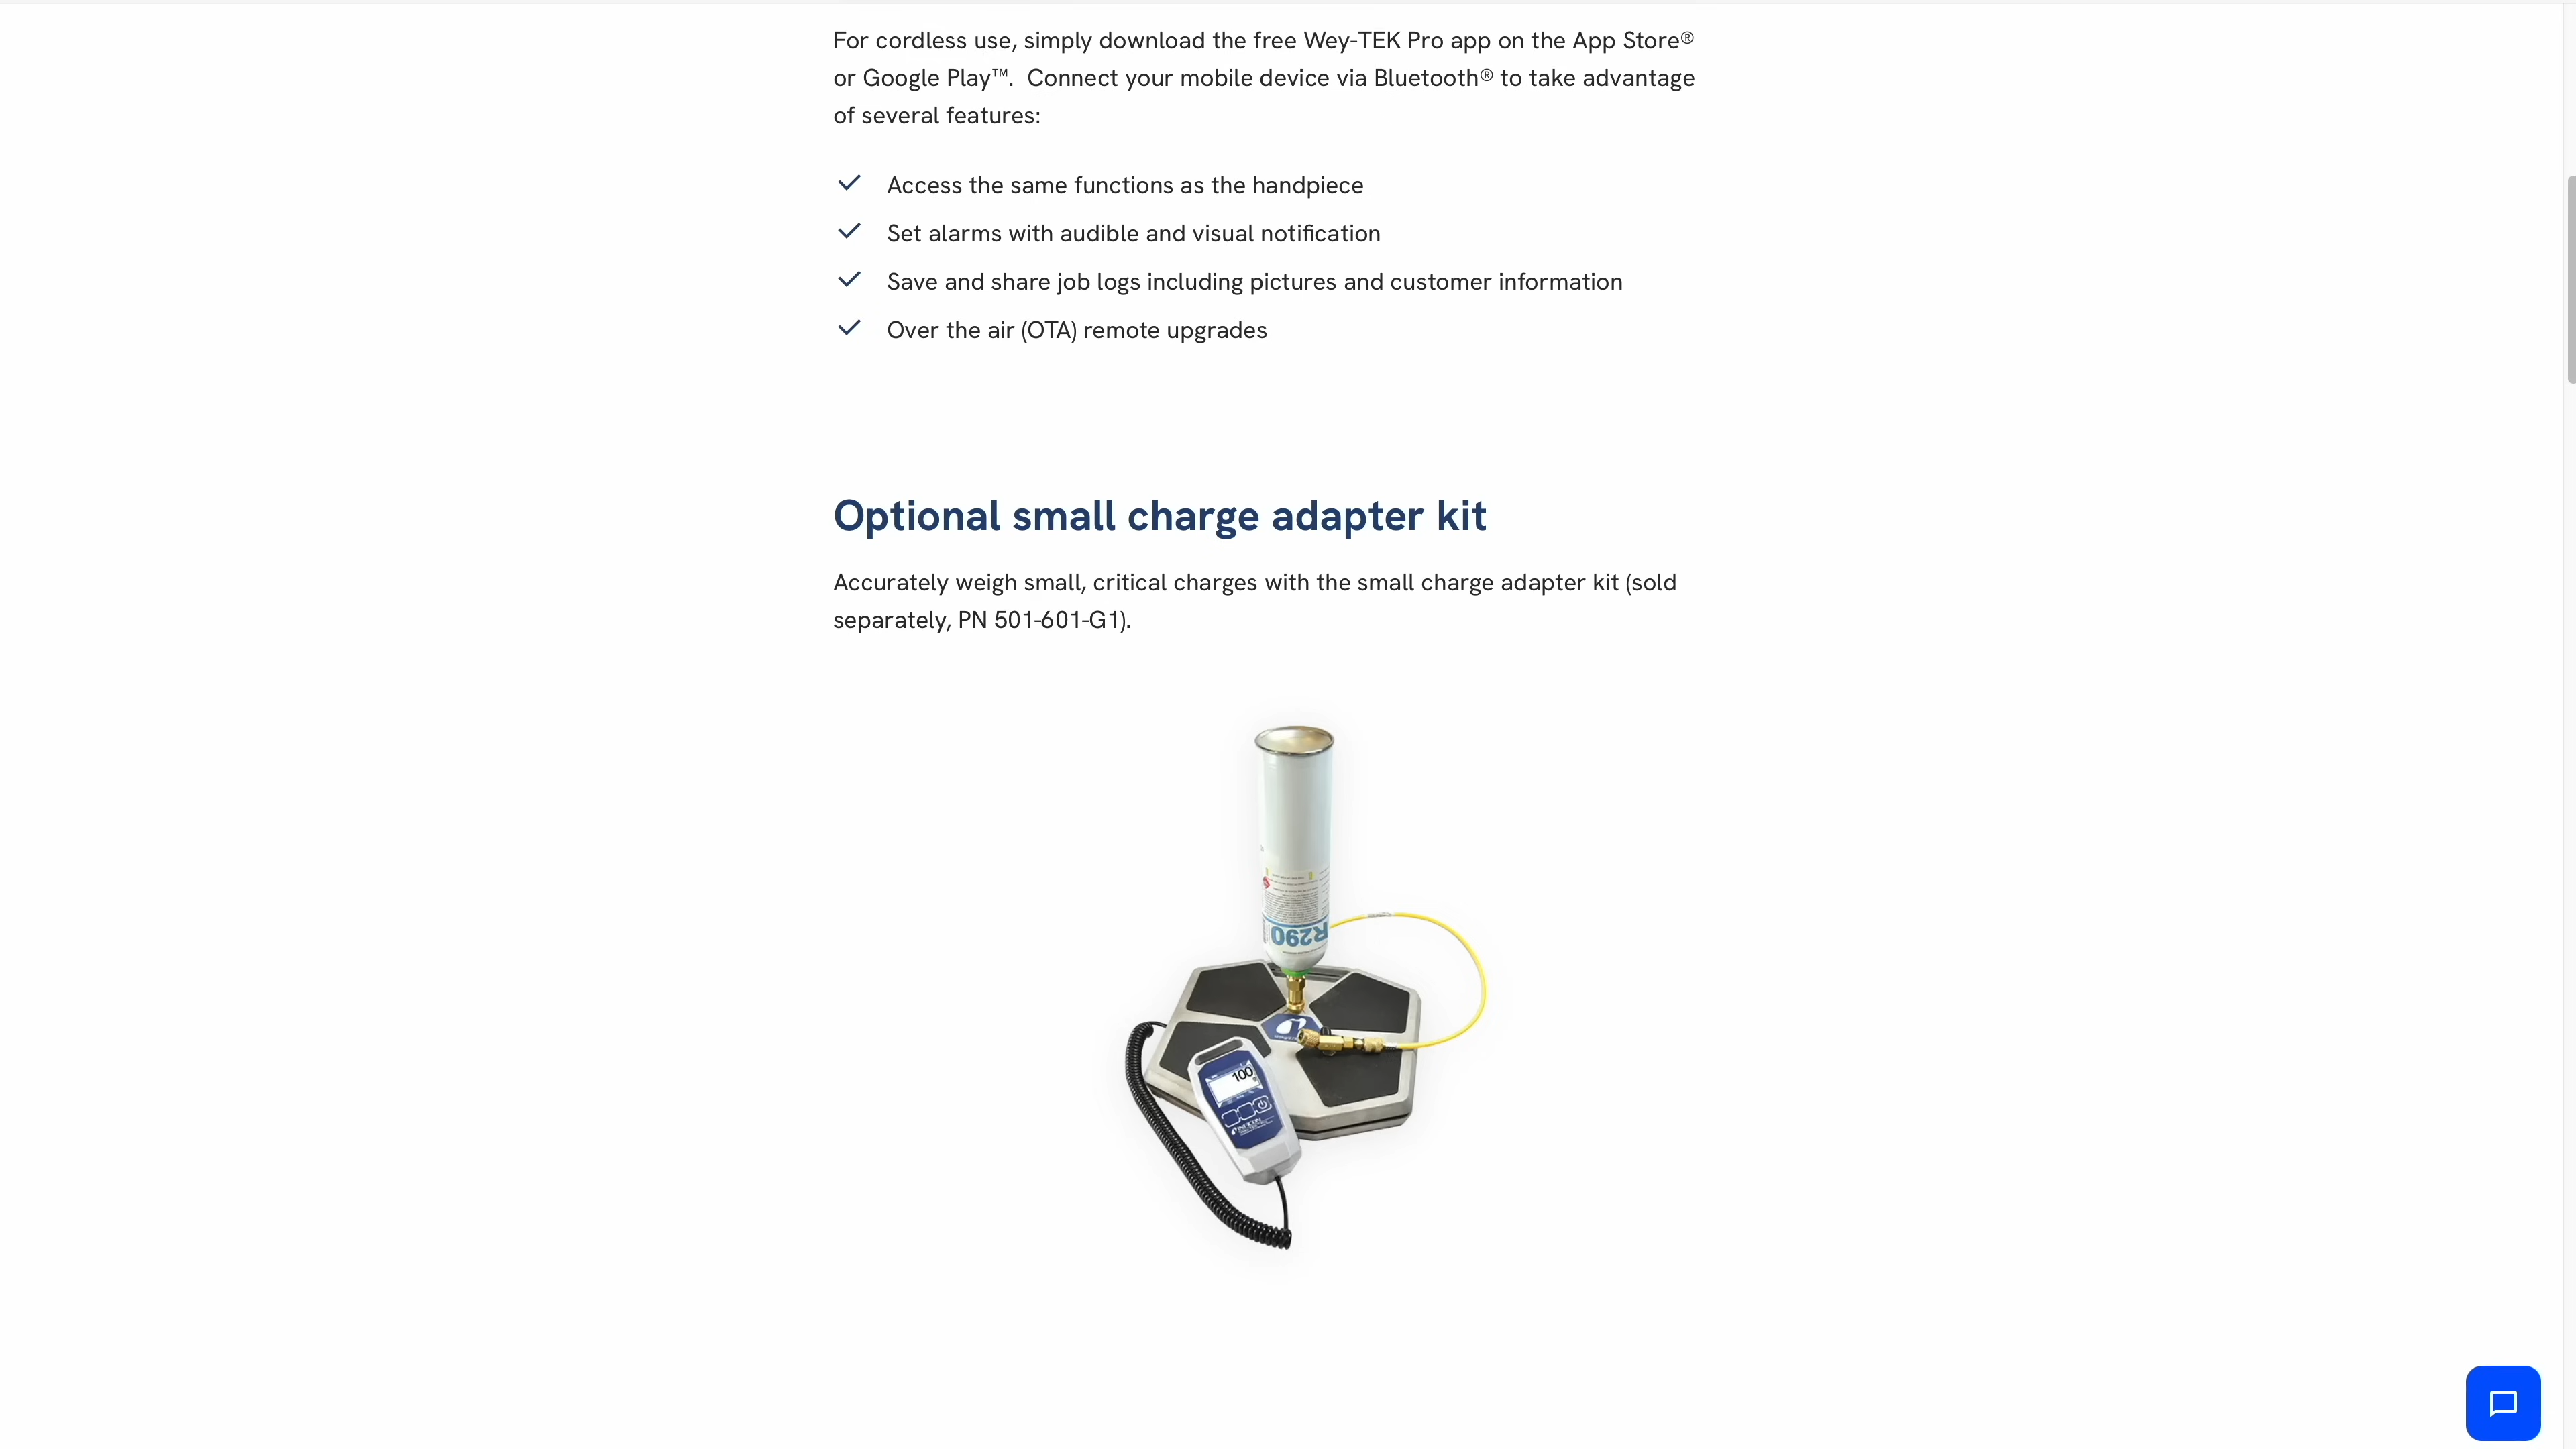 For cordless use, simply download the free Wey-TEK Pro app on the App Store®
or Google Play™.  Connect your mobile device via Bluetooth® to take advantage
of several features:
Access the same functions as the handpiece
Set alarms with audible and visual notification
Save and share job logs including pictures and customer information
Over the air (OTA) remote upgrades
Optional small charge adapter kit
Accurately weigh small, critical charges with the small charge adapter kit (sold
separately, PN 501-601-G1).
R290
100
INFICON